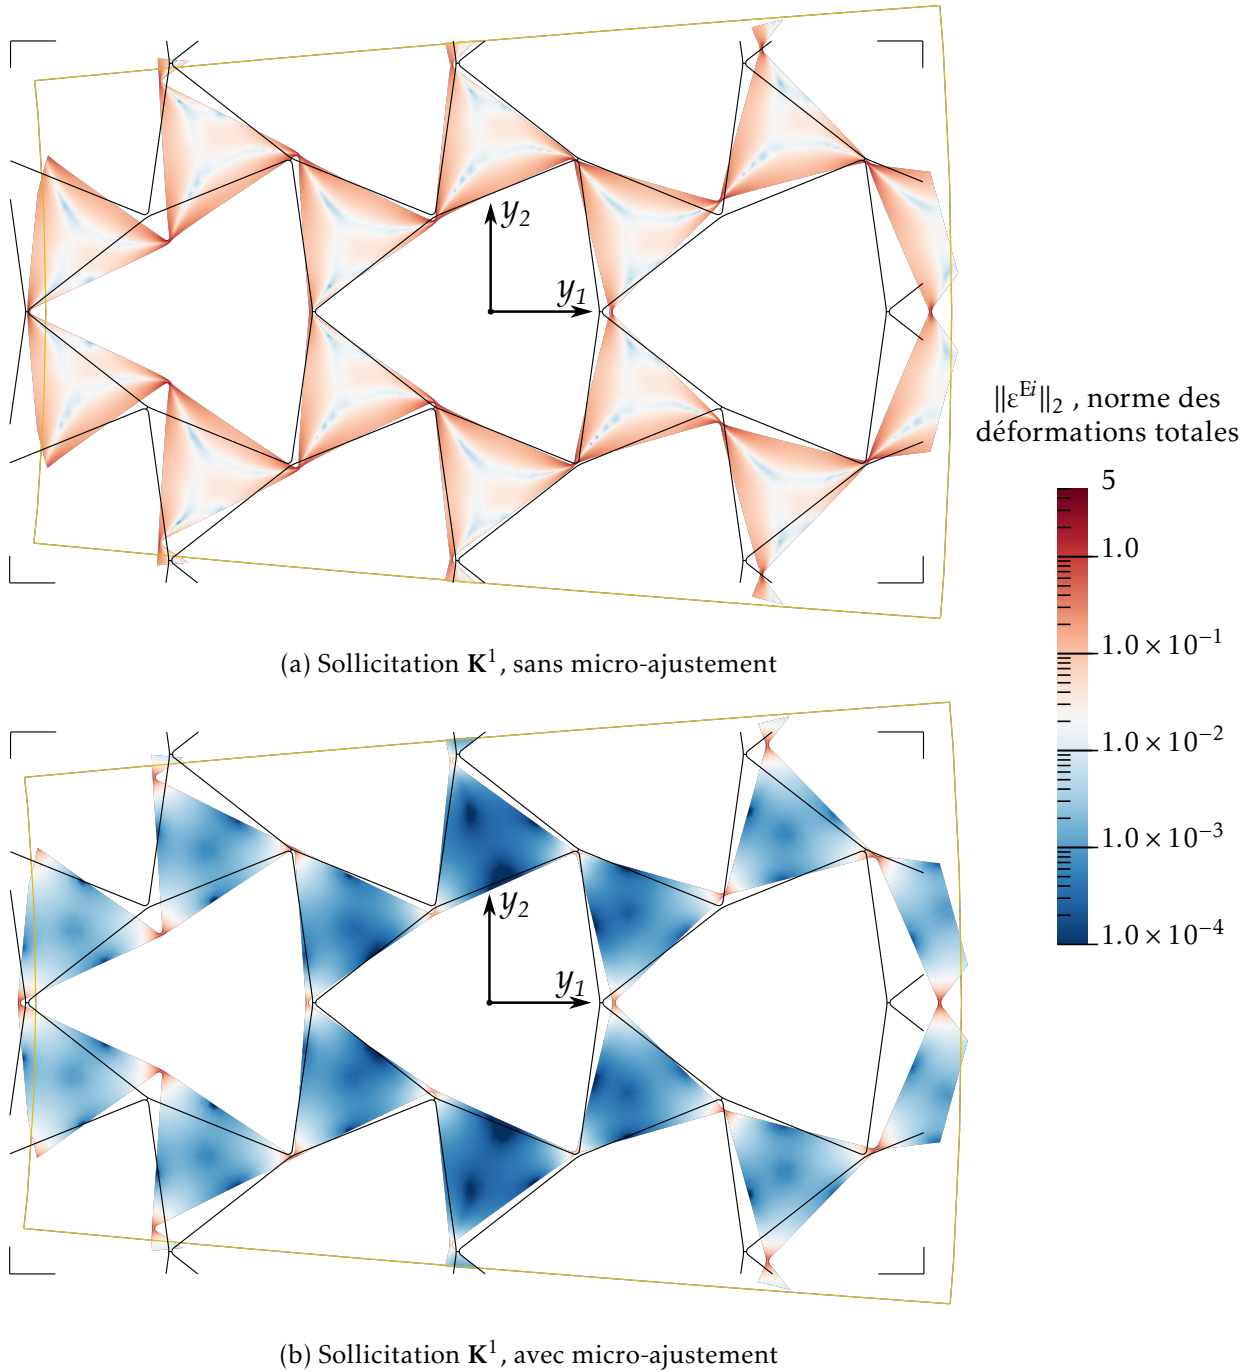 y₂
y₁
‖ε^{Ei}‖₂ , norme des
déformations totales
5
1.0
1.0 × 10⁻¹
1.0 × 10⁻²
1.0 × 10⁻³
1.0 × 10⁻⁴
(a) Sollicitation K¹, sans micro-ajustement
y₂
y₁
(b) Sollicitation K¹, avec micro-ajustement